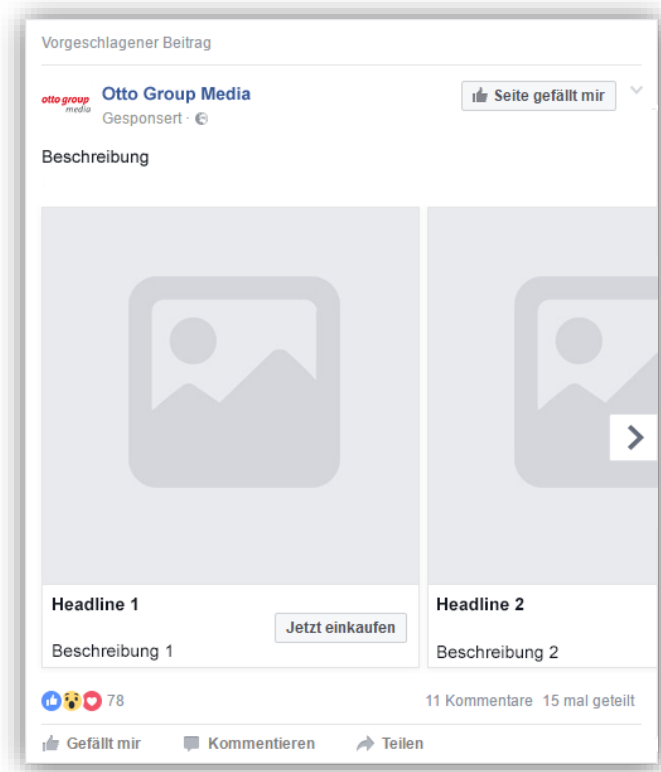 Vorgeschlagener Beitrag
otto group
media
Otto Group Media
Gesponsert ·
Seite gefällt mir
Beschreibung
Headline 1
Jetzt einkaufen
Beschreibung 1
Headline 2
Beschreibung 2
78
11 Kommentare 15 mal geteilt
Gefällt mir Kommentieren Teilen